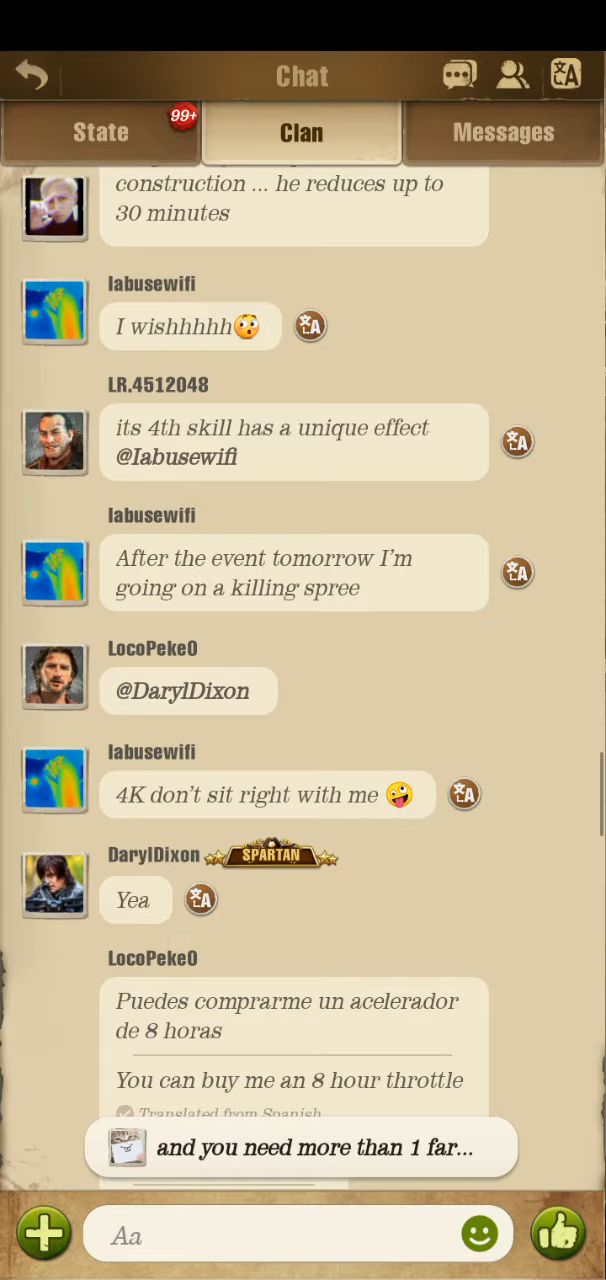 Chat
State
99+
Clan
Messages
construction ... he reduces up to
30 minutes
Iabusewifi
I wishhhhh😲
LR.4512048
its 4th skill has a unique effect
@Iabusewifi
Iabusewifi
After the event tomorrow I'm
going on a killing spree
LocoPeke0
@DarylDixon
Iabusewifi
4K don't sit right with me 🤪
DarylDixon
SPARTAN
Yea
LocoPeke0
Puedes comprarme un acelerador
de 8 horas
You can buy me an 8 hour throttle
Translated from Spanish
and you need more than 1 far...
Aa